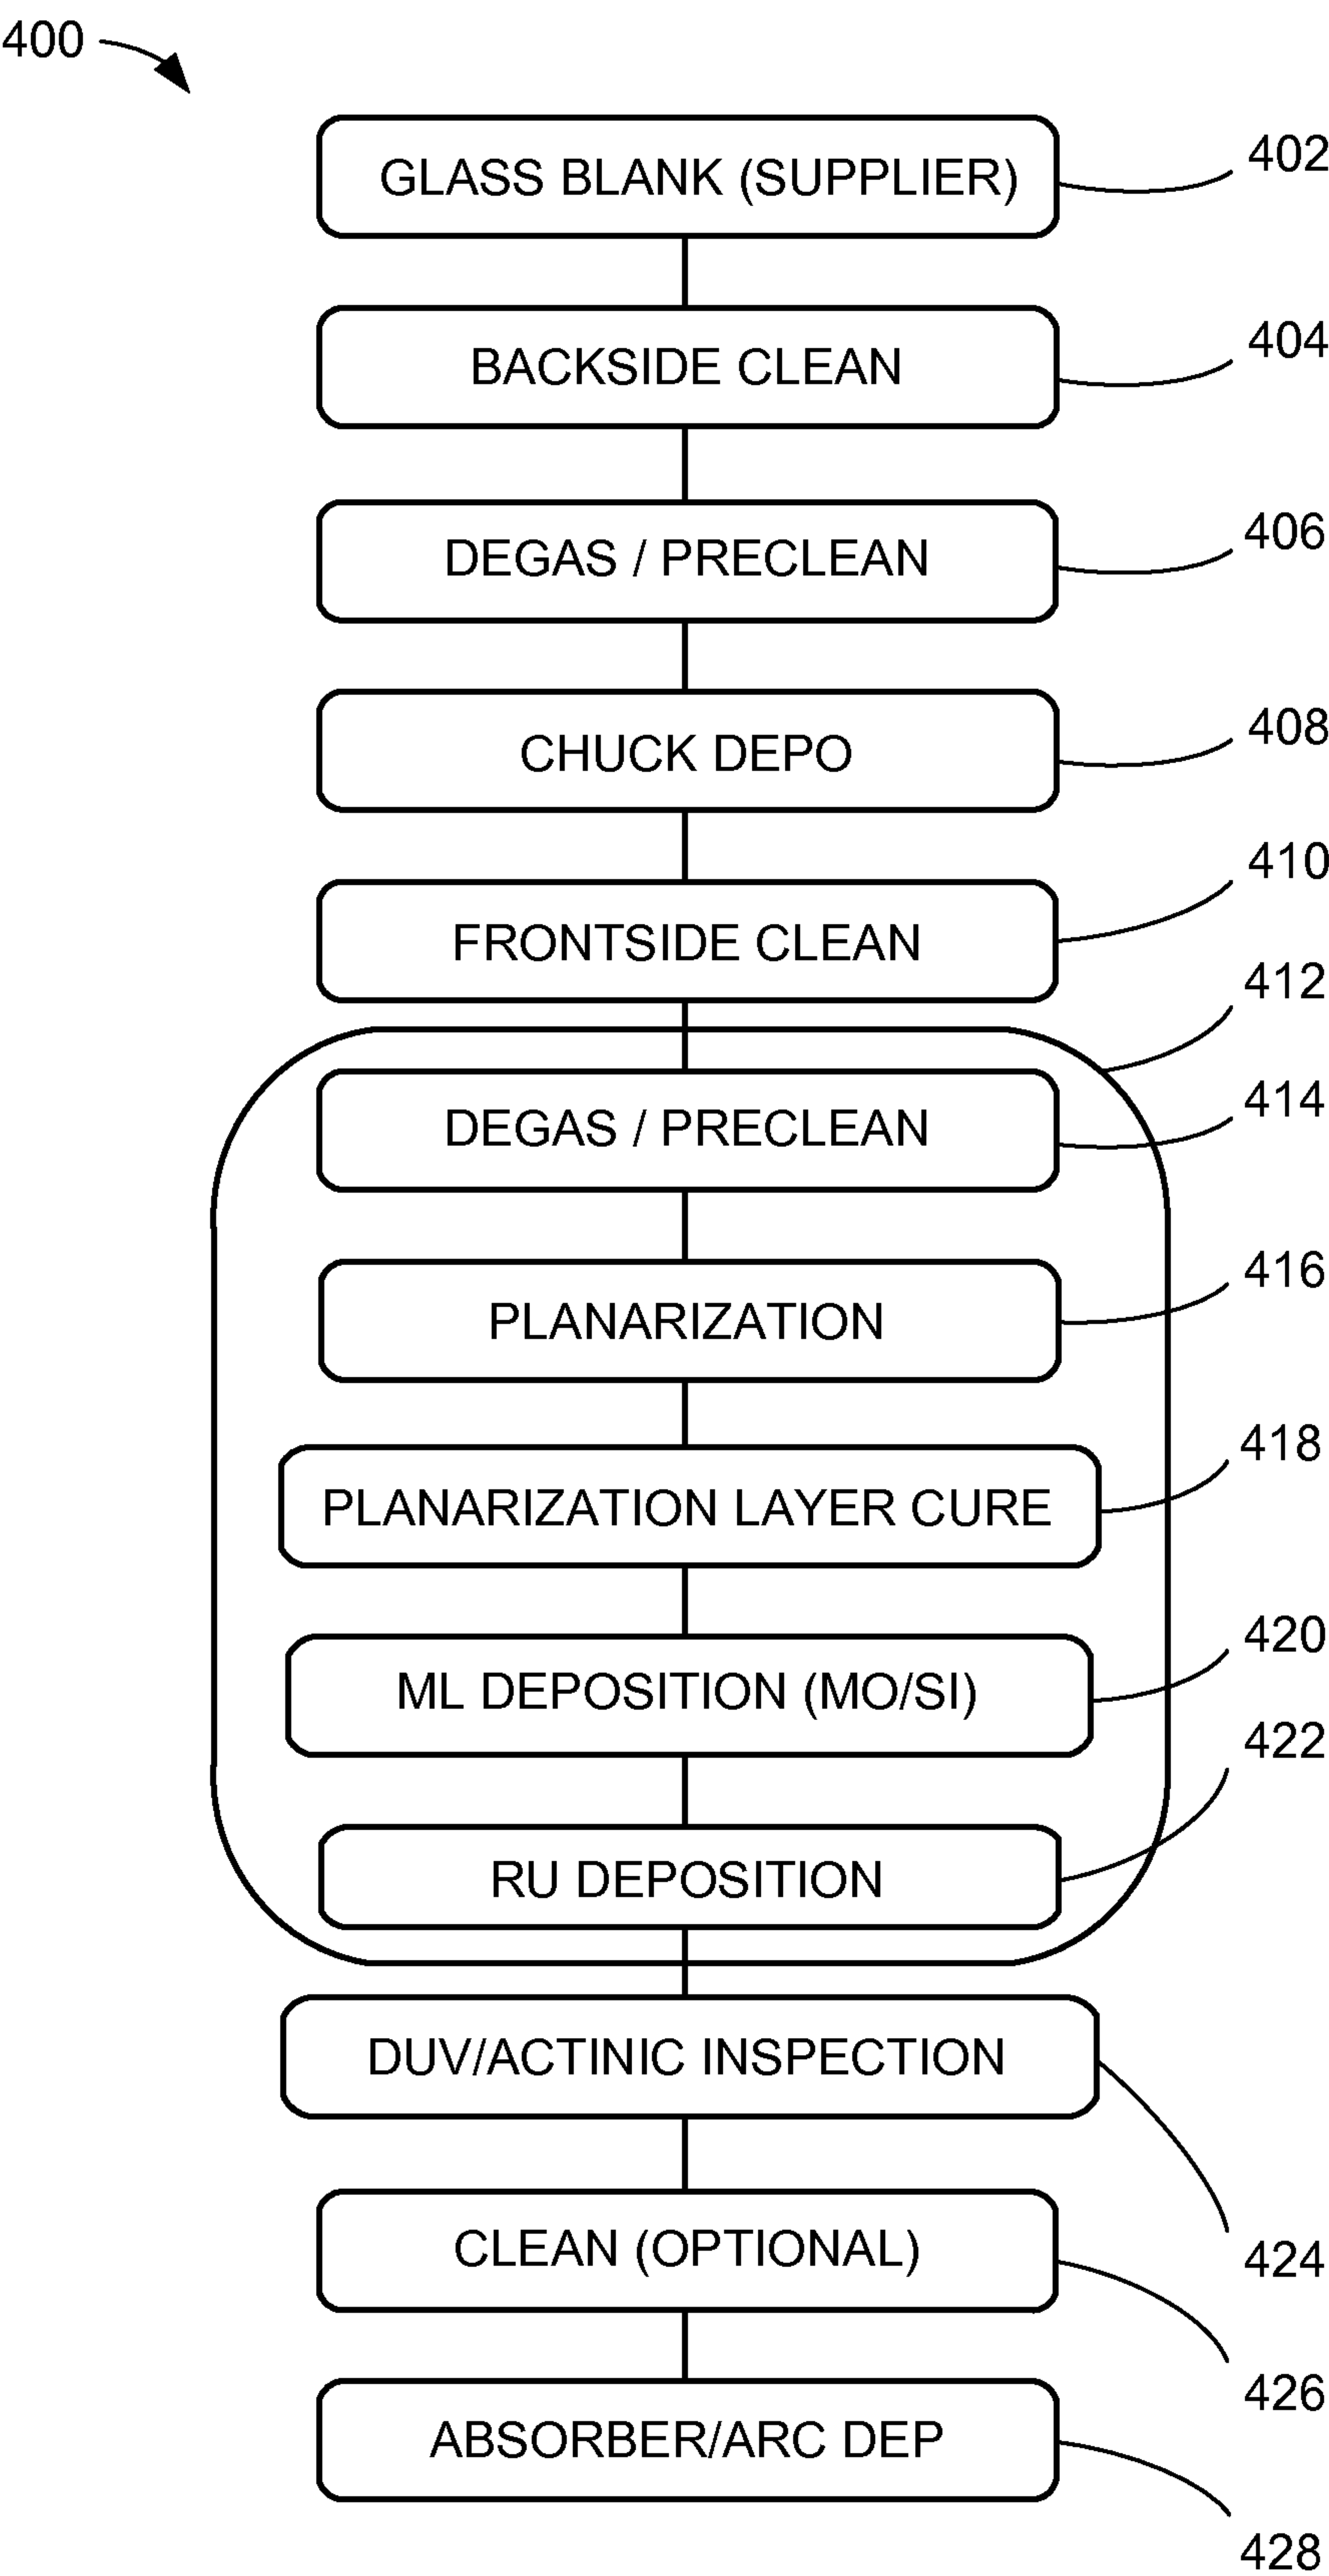 400
GLASS BLANK (SUPPLIER)
402
BACKSIDE CLEAN
404
DEGAS / PRECLEAN
406
CHUCK DEPO
408
FRONTSIDE CLEAN
410
412
DEGAS / PRECLEAN
414
PLANARIZATION
416
PLANARIZATION LAYER CURE
418
ML DEPOSITION (MO/SI)
420
RU DEPOSITION
422
DUV/ACTINIC INSPECTION
424
CLEAN (OPTIONAL)
426
ABSORBER/ARC DEP
428